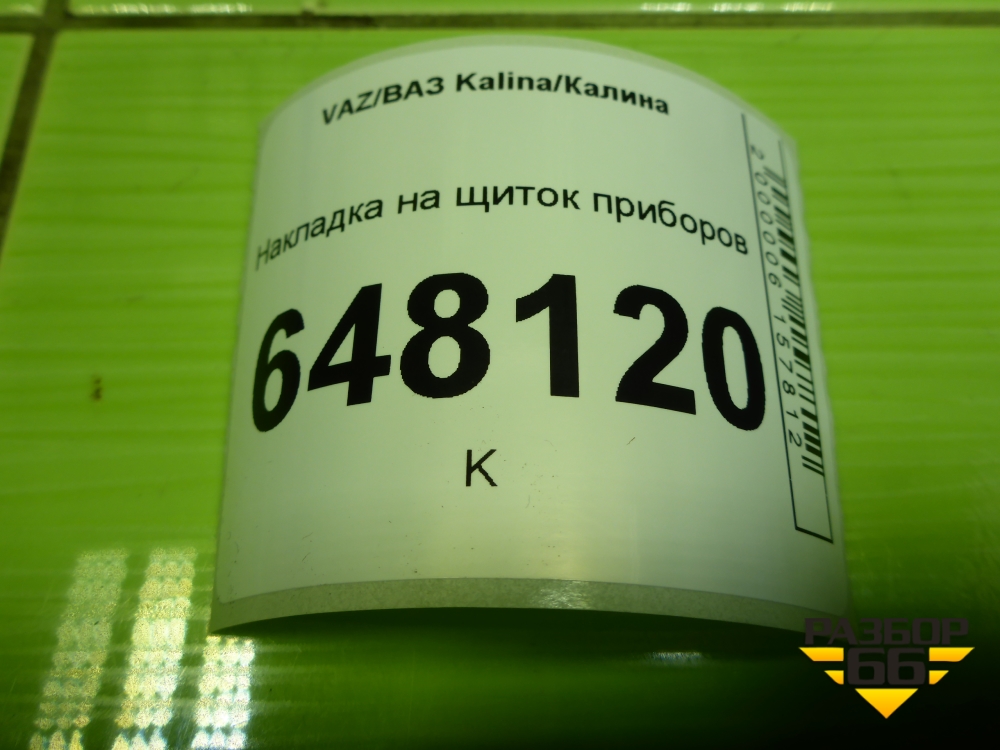 VAZ/ВАЗ Kalina/Калина
Накладка на щиток приборов
648120
К
2000006157812
РАЗБОР
66